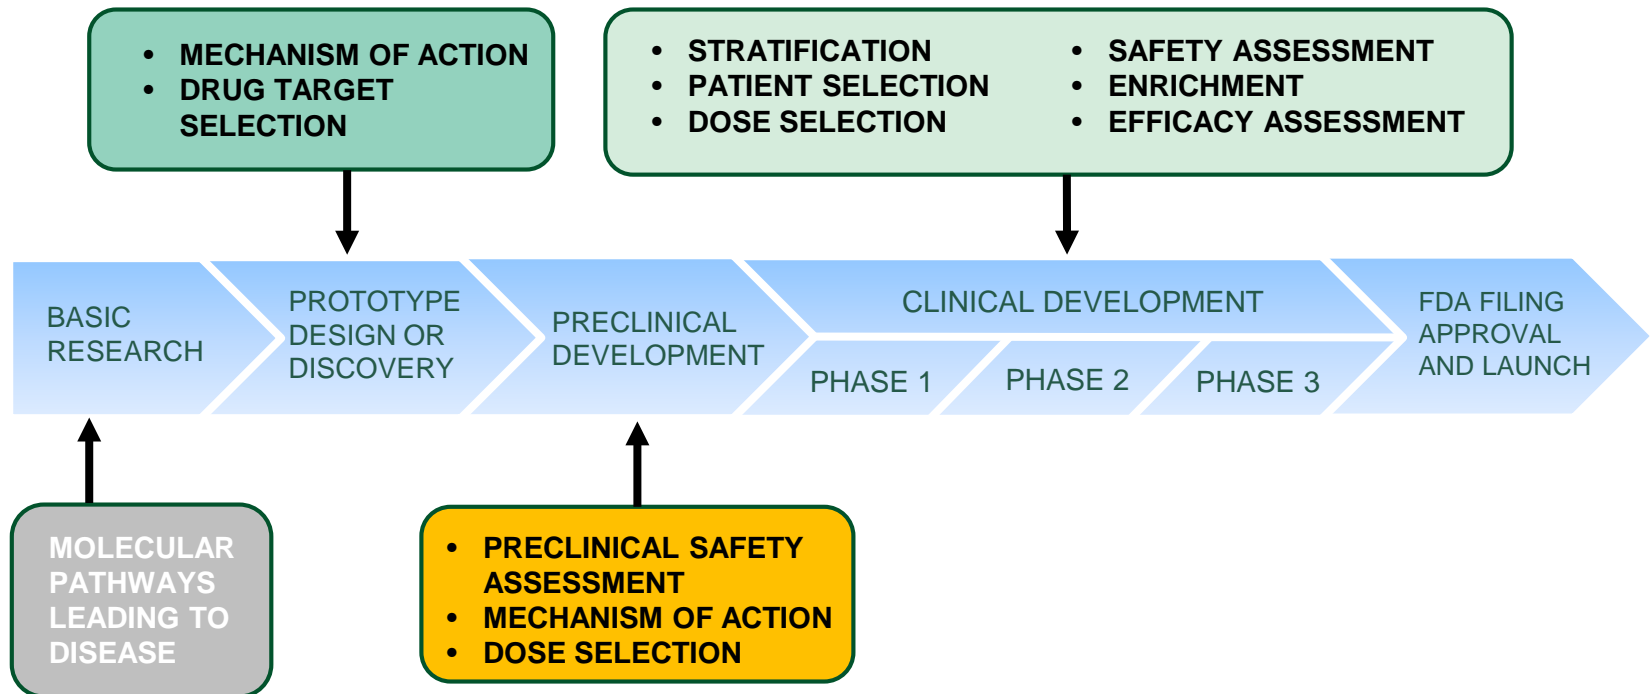 • MECHANISM OF ACTION
• DRUG TARGET
SELECTION
• STRATIFICATION
• PATIENT SELECTION
• DOSE SELECTION
• SAFETY ASSESSMENT
• ENRICHMENT
• EFFICACY ASSESSMENT
BASIC
RESEARCH
PROTOTYPE
DESIGN OR
DISCOVERY
PRECLINICAL
DEVELOPMENT
CLINICAL DEVELOPMENT
PHASE 1
PHASE 2
PHASE 3
FDA FILING
APPROVAL
AND LAUNCH
MOLECULAR
PATHWAYS
LEADING TO
DISEASE
• PRECLINICAL SAFETY
ASSESSMENT
• MECHANISM OF ACTION
• DOSE SELECTION